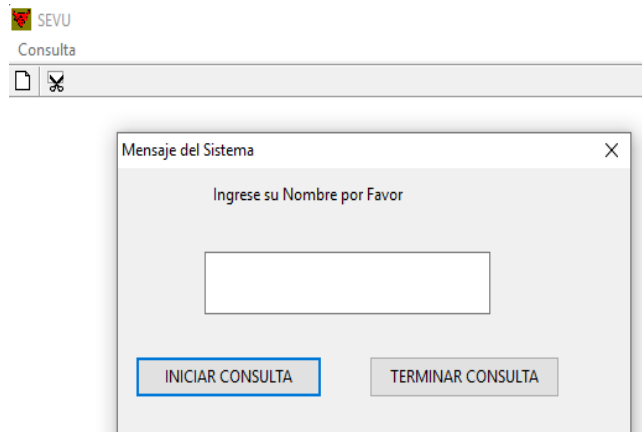 SEVU
Consulta
Mensaje del Sistema
Ingrese su Nombre por Favor
INICIAR CONSULTA TERMINAR CONSULTA